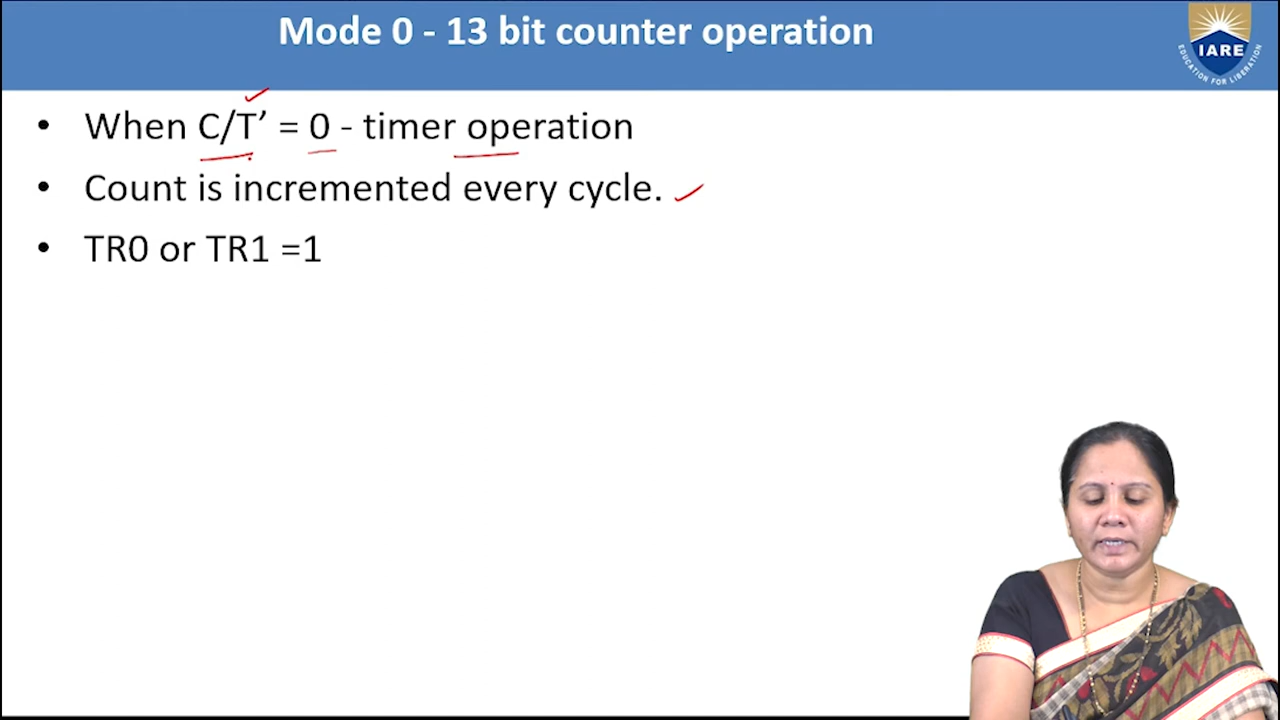 Mode 0 - 13 bit counter operation
IARE
EDUCATION FOR LIBERATION
• When C/T’ = 0 - timer operation
• Count is incremented every cycle.
• TR0 or TR1 =1